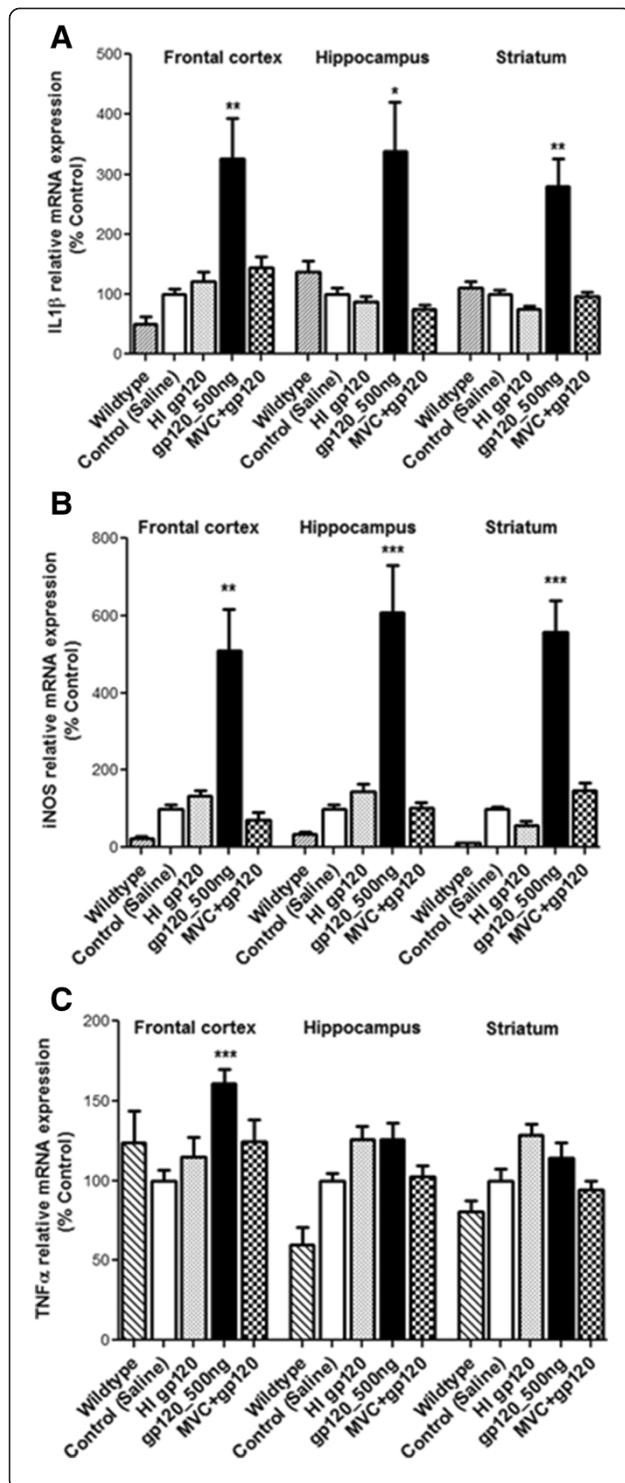 A
Frontal cortex Hippocampus Striatum
IL1β relative mRNA expression
(% Control)
500
400
300
200
100
0
** * **
Wildtype
Control (Saline)
HI gp120
gp120_500ng
MVC+gp120
Wildtype
Control (Saline)
HI gp120
gp120_500ng
MVC+gp120
Wildtype
Control (Saline)
HI gp120
gp120_500ng
MVC+gp120
B
Frontal cortex Hippocampus Striatum
iNOS relative mRNA expression
(% Control)
800
600
400
200
0
** *** ***
Wildtype
Control (Saline)
HI gp120
gp120_500ng
MVC+gp120
Wildtype
Control (Saline)
HI gp120
gp120_500ng
MVC+gp120
Wildtype
Control (Saline)
HI gp120
gp120_500ng
MVC+gp120
C
Frontal cortex Hippocampus Striatum
TNFα relative mRNA expression
(% Control)
200
150
100
50
0
***
Wildtype
Control (Saline)
HI gp120
gp120_500ng
MVC+gp120
Wildtype
Control (Saline)
HI gp120
gp120_500ng
MVC+gp120
Wildtype
Control (Saline)
HI gp120
gp120_500ng
MVC+gp120